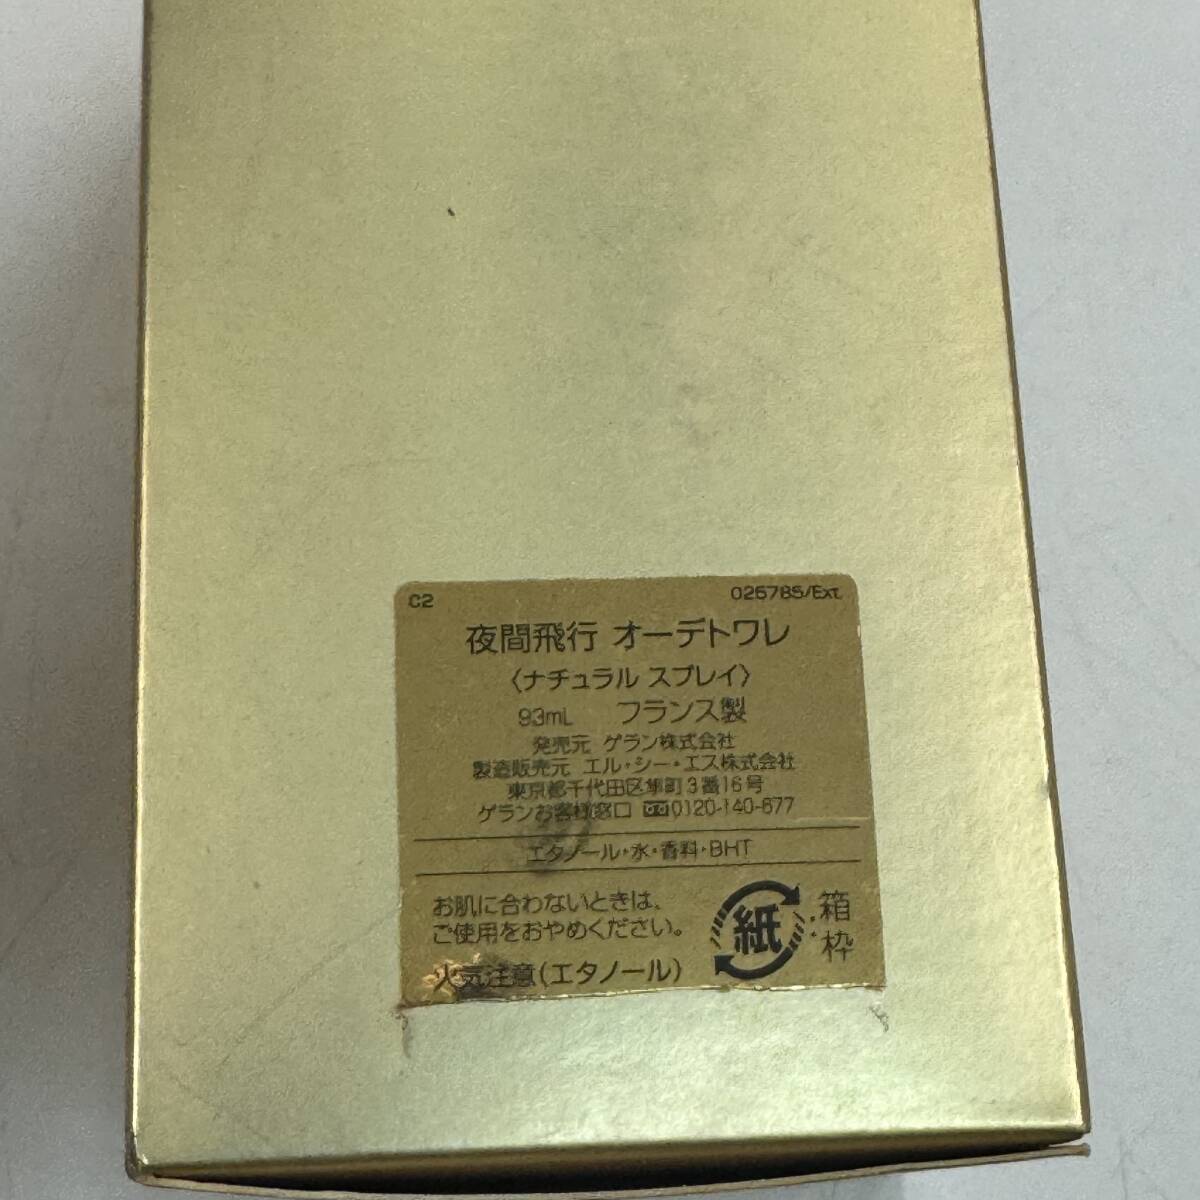 C2 025785/Ext.
夜間飛行 オーデトワレ
〈ナチュラル スプレイ〉
93mL フランス製
発売元 ゲラン株式会社
製造販売元 エル・シー・エス株式会社
東京都千代田区隼町3番16号
ゲランお客様窓口 0120-140-677
エタノール・水・香料・BHT
お肌に合わないときは、
ご使用をおやめください。
火気注意(エタノール)
紙 : 箱
枠